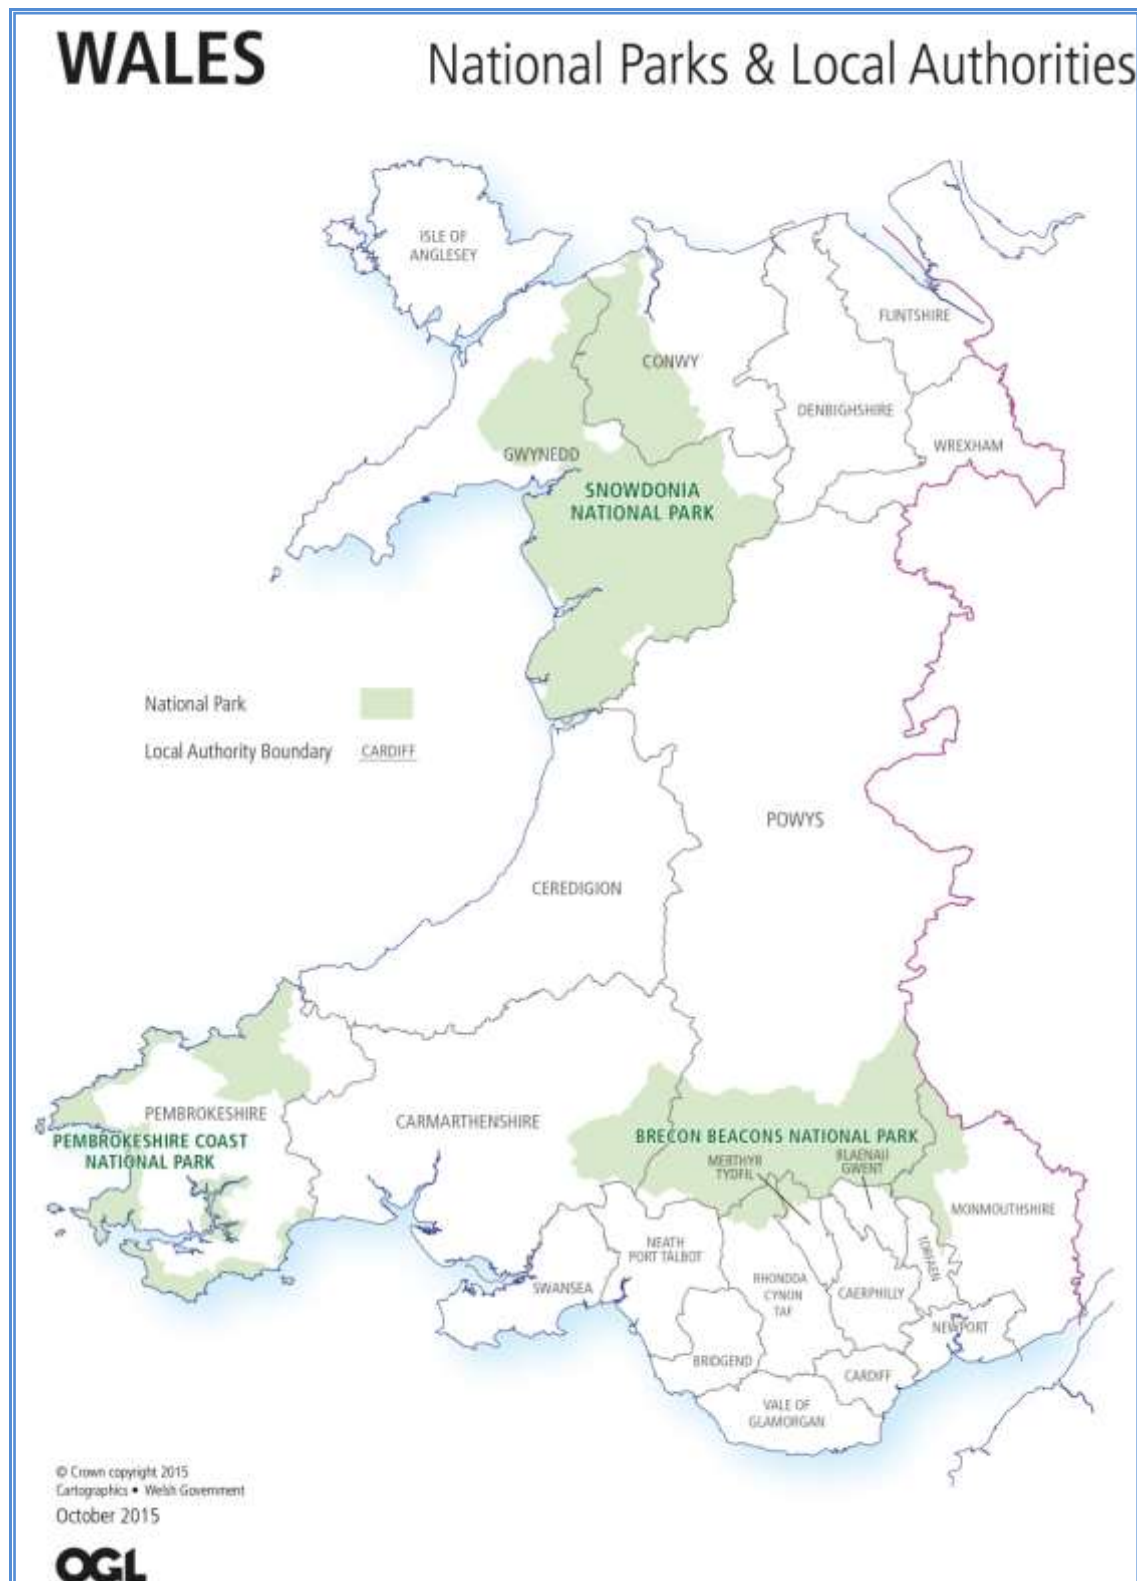 WALES
National Parks & Local Authorities
ISLE OF
ANGLESEY
FLINTSHIRE
CONWY
DENBIGHSHIRE
WREXHAM
GWYNEDD
SNOWDONIA
NATIONAL PARK
National Park
Local Authority Boundary CARDIFF
POWYS
CEREDIGION
PEMBROKESHIRE
CARMARTHENSHIRE
PEMBROKESHIRE COAST
NATIONAL PARK
BRECON BEACONS NATIONAL PARK
MERTHYR
TYDFIL
BLAENAU
GWENT
MONMOUTHSHIRE
NEATH
PORT TALBOT
TORFAEN
SWANSEA
RHONDDA
CYNON
TAF
CAERPHILLY
NEWPORT
BRIDGEND
CARDIFF
VALE OF
GLAMORGAN
© Crown copyright 2015
Cartographics • Welsh Government
October 2015
OGL